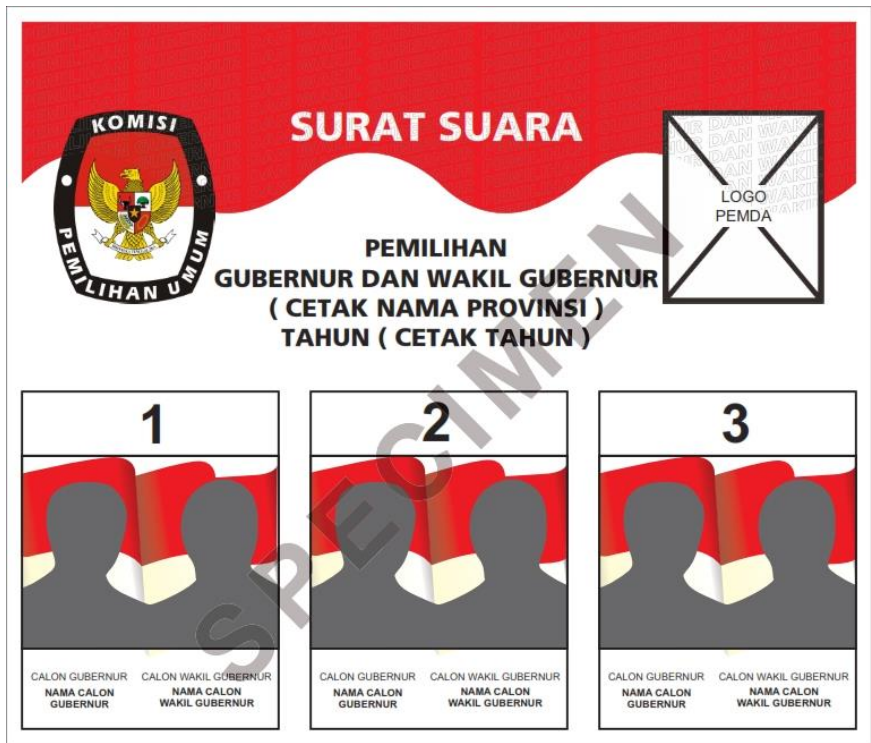 SURAT SUARA
KOMISI
PEMILIHAN UMUM
LOGO
PEMDA
PEMILIHAN
GUBERNUR DAN WAKIL GUBERNUR
( CETAK NAMA PROVINSI )
TAHUN ( CETAK TAHUN )
SPECIMEN
1
2
3
CALON GUBERNUR CALON WAKIL GUBERNUR
NAMA CALON GUBERNUR NAMA CALON WAKIL GUBERNUR
CALON GUBERNUR CALON WAKIL GUBERNUR
NAMA CALON GUBERNUR NAMA CALON WAKIL GUBERNUR
CALON GUBERNUR CALON WAKIL GUBERNUR
NAMA CALON GUBERNUR NAMA CALON WAKIL GUBERNUR